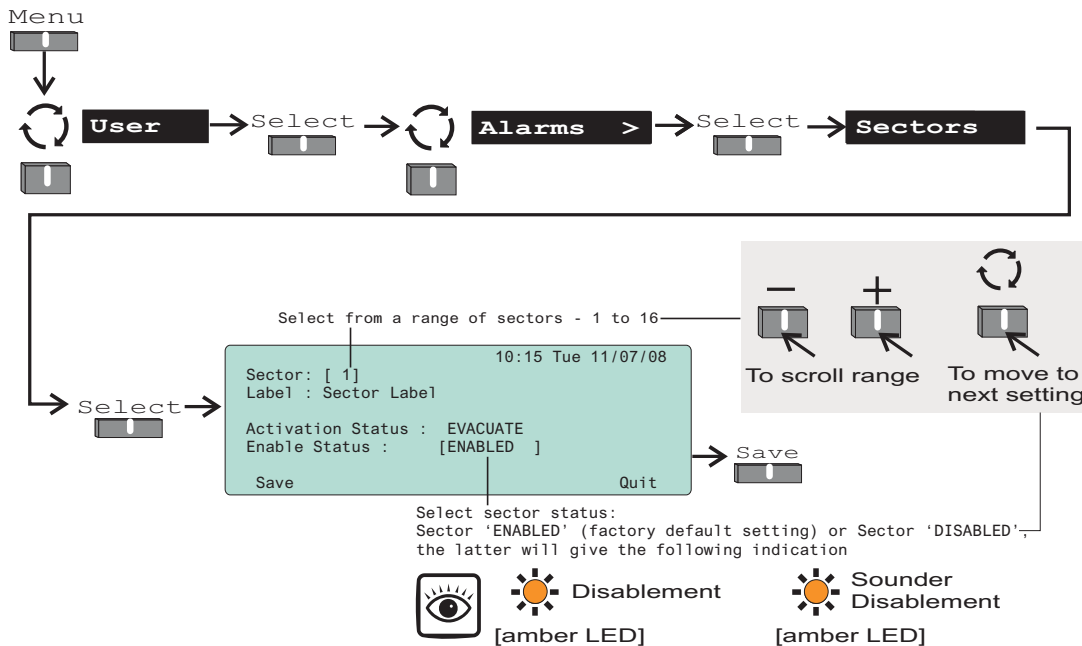 Menu
User
Select
Alarms >
Select
Sectors
Select from a range of sectors - 1 to 16
− +
To scroll range
To move to
next setting
Select
10:15 Tue 11/07/08
Sector: [ 1]
Label : Sector Label
Activation Status : EVACUATE
Enable Status : [ENABLED ]
Save Quit
Save
Select sector status:
Sector ‘ENABLED’ (factory default setting) or Sector ‘DISABLED’,
the latter will give the following indication
Disablement
[amber LED]
Sounder
Disablement
[amber LED]